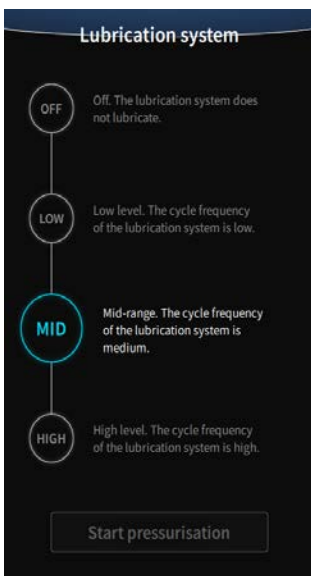 Lubrication system
OFF
Off. The lubrication system does
not lubricate.
LOW
Low level. The cycle frequency
of the lubrication system is low.
MID
Mid-range. The cycle frequency
of the lubrication system is
medium.
HIGH
High level. The cycle frequency
of the lubrication system is high.
Start pressurisation